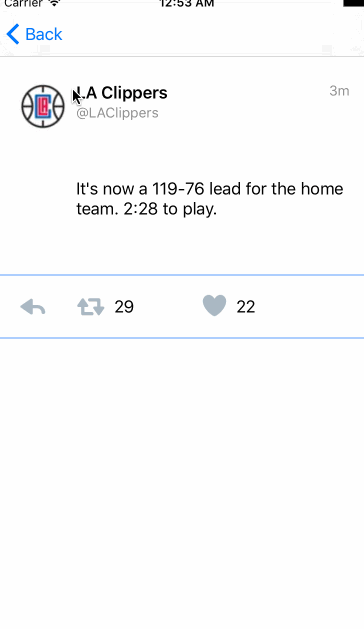 Carrier 12:53 AM
Back
LA Clippers 3m
@LAClippers
It's now a 119-76 lead for the home
team. 2:28 to play.
29 22